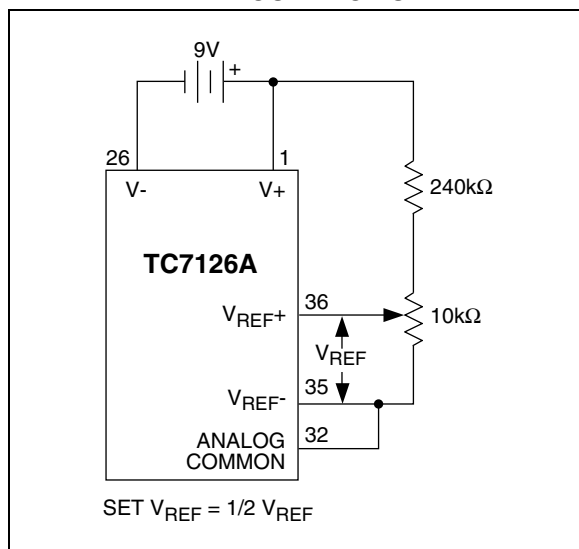 9V
+
26
1
V-
V+
240kΩ
TC7126A
36
VREF+
10kΩ
VREF
35
VREF-
32
ANALOG
COMMON
SET VREF = 1/2 VREF